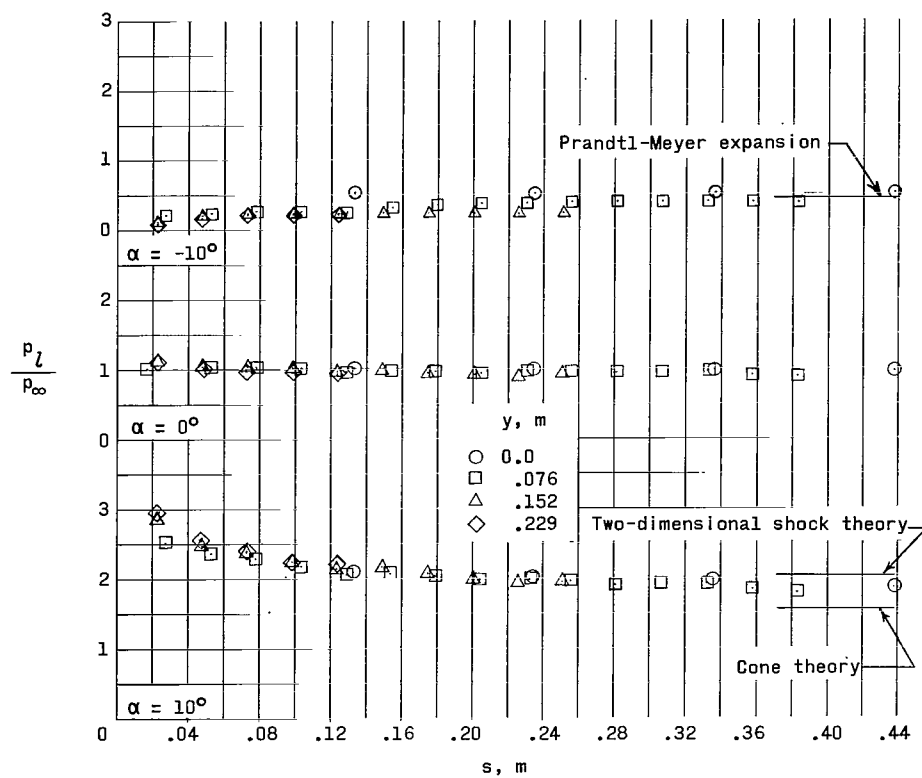 3
2
1
Prandtl-Meyer expansion
0
α = -10°
2
p_l
p_∞
1
y, m
α = 0°
0
0.0
.076
3
.152
.229
Two-dimensional shock theory
2
1
Cone theory
α = 10°
0 .04 .08 .12 .16 .20 .24 .28 .32 .36 .40 .44
s, m